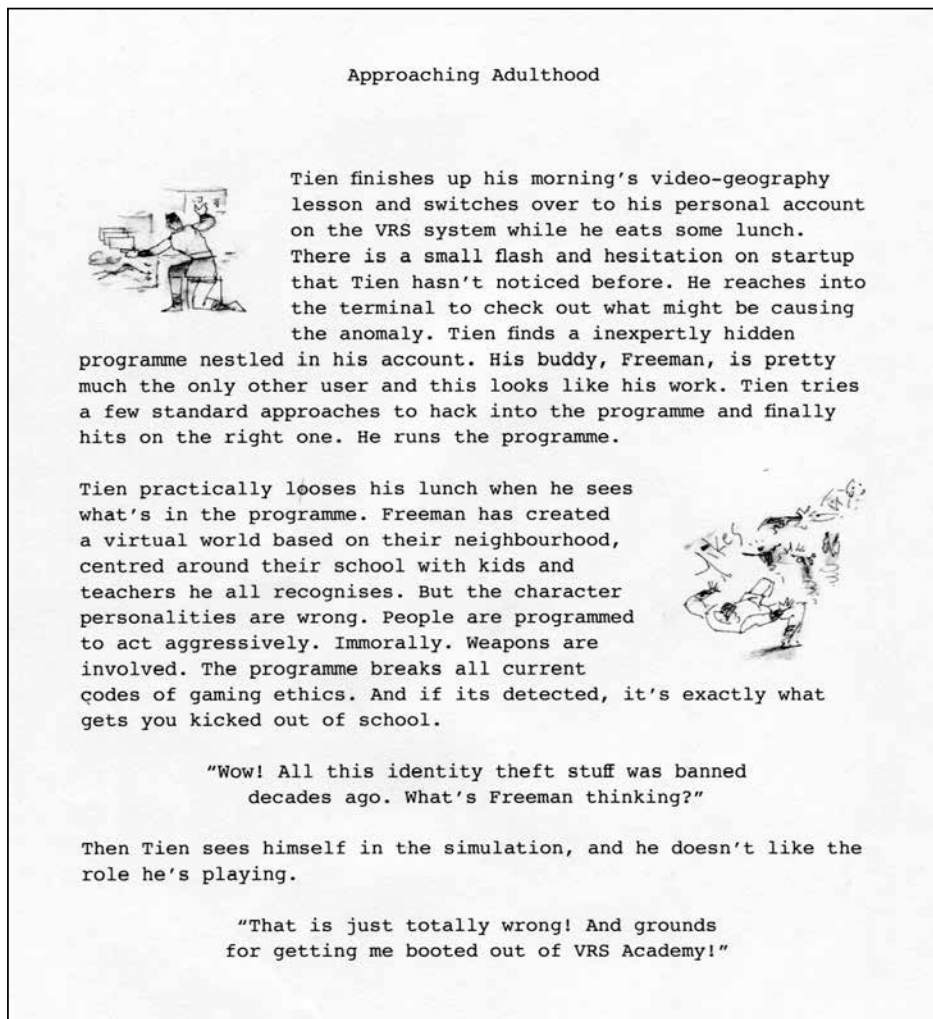 Approaching Adulthood
Tien finishes up his morning's video-geography
lesson and switches over to his personal account
on the VRS system while he eats some lunch.
There is a small flash and hesitation on startup
that Tien hasn't noticed before. He reaches into
the terminal to check out what might be causing
the anomaly. Tien finds a inexpertly hidden
programme nestled in his account. His buddy, Freeman, is pretty
much the only other user and this looks like his work. Tien tries
a few standard approaches to hack into the programme and finally
hits on the right one. He runs the programme.
Tien practically looses his lunch when he sees
what's in the programme. Freeman has created
a virtual world based on their neighbourhood,
centred around their school with kids and
teachers he all recognises. But the character
personalities are wrong. People are programmed
to act aggressively. Immorally. Weapons are
involved. The programme breaks all current
codes of gaming ethics. And if its detected, it's exactly what
gets you kicked out of school.
Yikes
"Wow! All this identity theft stuff was banned
decades ago. What's Freeman thinking?"
Then Tien sees himself in the simulation, and he doesn't like the
role he's playing.
"That is just totally wrong! And grounds
for getting me booted out of VRS Academy!"